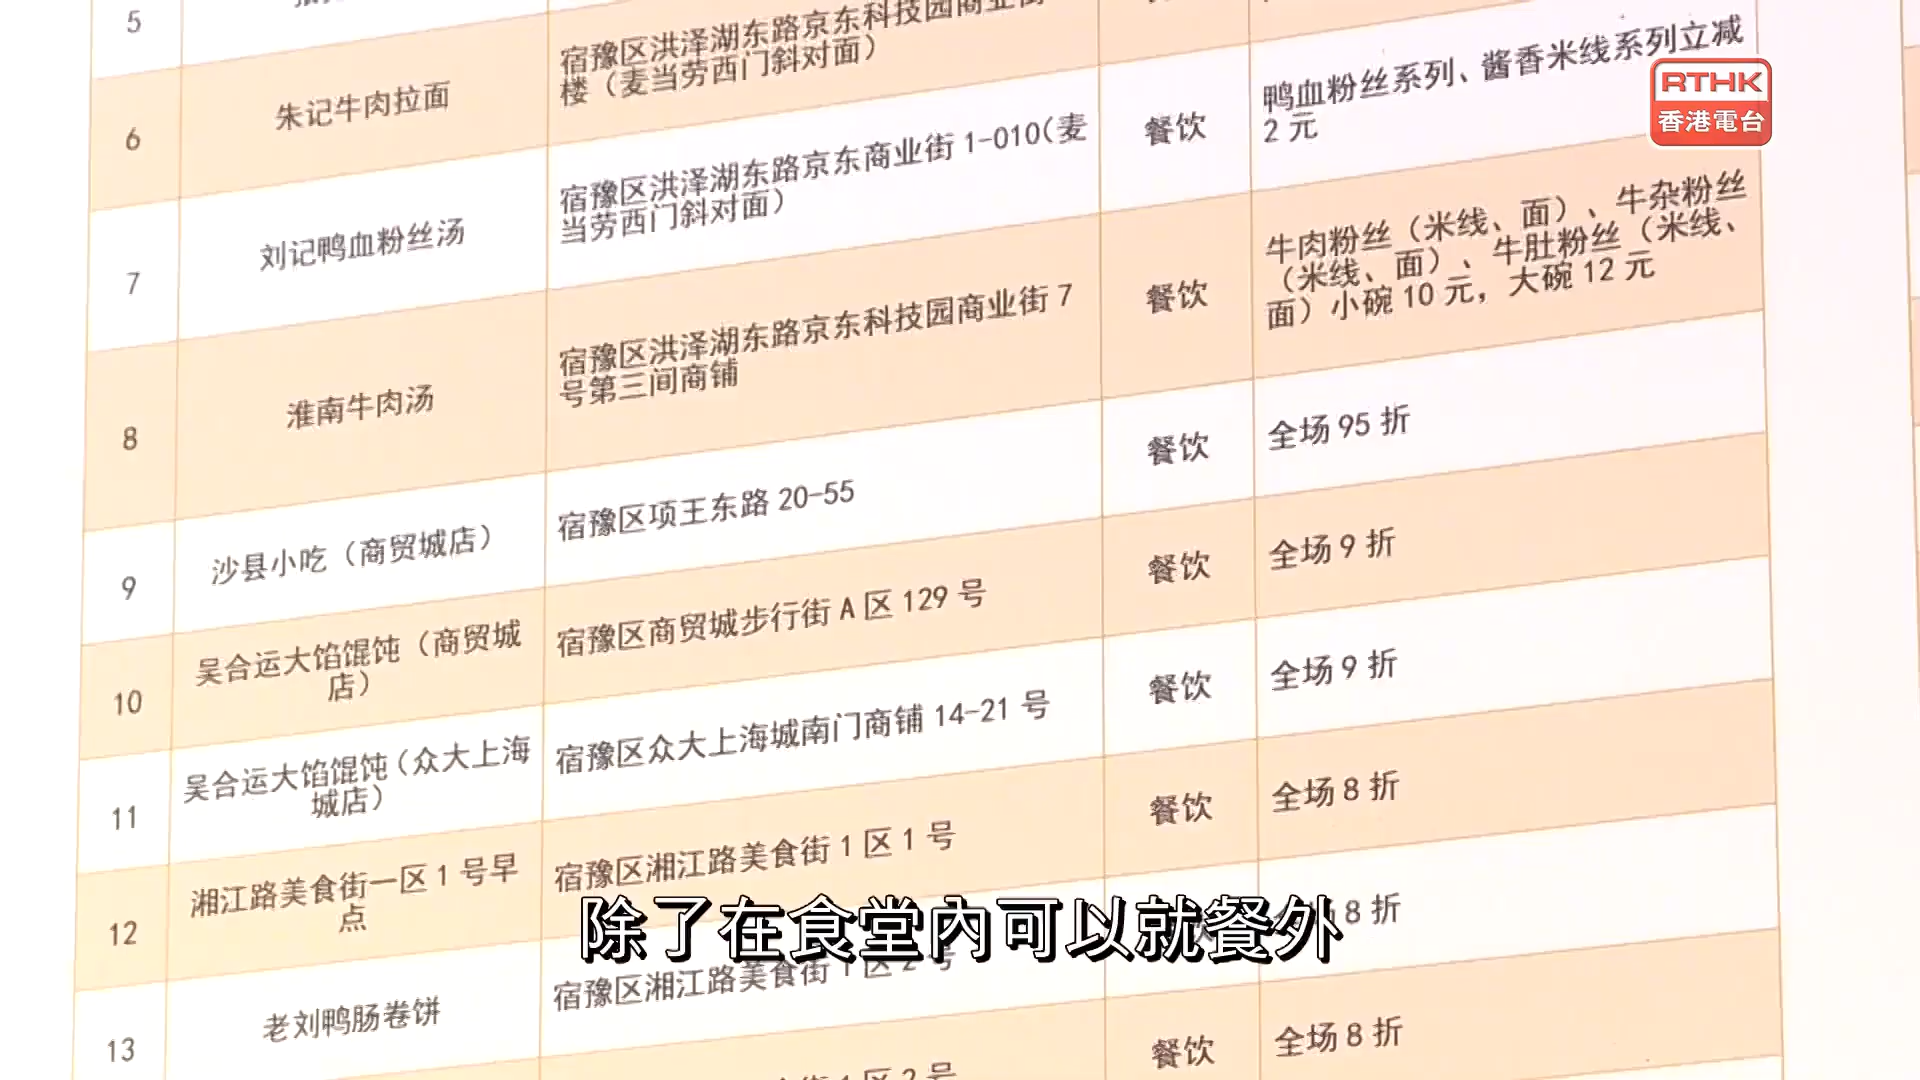 5
6
朱记牛肉拉面
宿豫区洪泽湖东路京东科技园商业街
楼（麦当劳西门斜对面）
7
刘记鸭血粉丝汤
宿豫区洪泽湖东路京东商业街 1-010（麦
当劳西门斜对面）
餐饮
鸭血粉丝系列、酱香米线系列立减
2 元
8
淮南牛肉汤
宿豫区洪泽湖东路京东科技园商业街 7
号第三间商铺
餐饮
牛肉粉丝（米线、面）、牛杂粉丝
（米线、面）、牛肚粉丝（米线、
面）小碗 10 元，大碗 12 元
9
沙县小吃（商贸城店）
宿豫区项王东路 20-55
餐饮
全场 95 折
10
吴合运大馅馄饨（商贸城
店）
宿豫区商贸城步行街 A 区 129 号
餐饮
全场 9 折
11
吴合运大馅馄饨（众大上海
城店）
宿豫区众大上海城南门商铺 14-21 号
餐饮
全场 9 折
12
湘江路美食街一区 1 号早
点
宿豫区湘江路美食街 1 区 1 号
餐饮
全场 8 折
13
老刘鸭肠卷饼
宿豫区湘江路美食街 1 区 2 号
全场 8 折
街 1 区 2 号
餐饮
全场 8 折
RTHK
香港電台
除了在食堂內可以就餐外